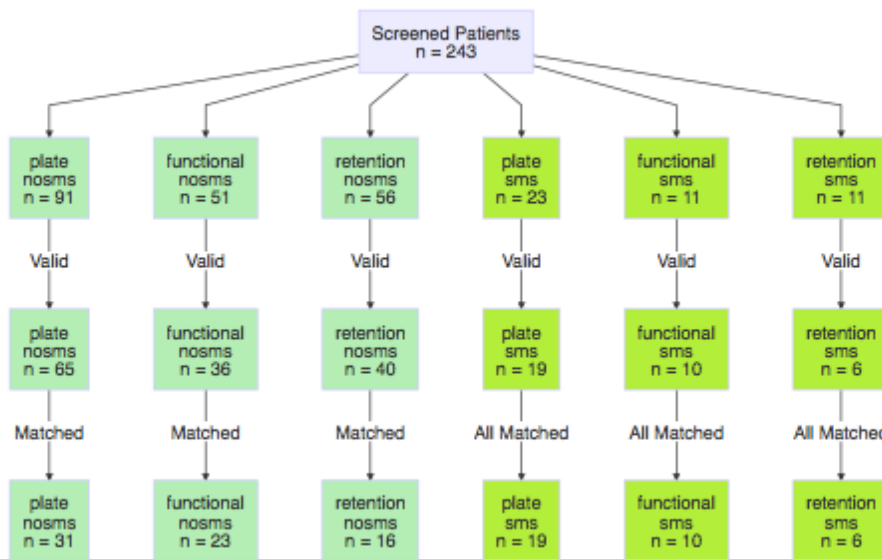 Screened Patients
n = 243
plate
nosms
n = 91
functional
nosms
n = 51
retention
nosms
n = 56
plate
sms
n = 23
functional
sms
n = 11
retention
sms
n = 11
Valid
Valid
Valid
Valid
Valid
Valid
plate
nosms
n = 65
functional
nosms
n = 36
retention
nosms
n = 40
plate
sms
n = 19
functional
sms
n = 10
retention
sms
n = 6
Matched
Matched
Matched
All Matched
All Matched
All Matched
plate
nosms
n = 31
functional
nosms
n = 23
retention
nosms
n = 16
plate
sms
n = 19
functional
sms
n = 10
retention
sms
n = 6